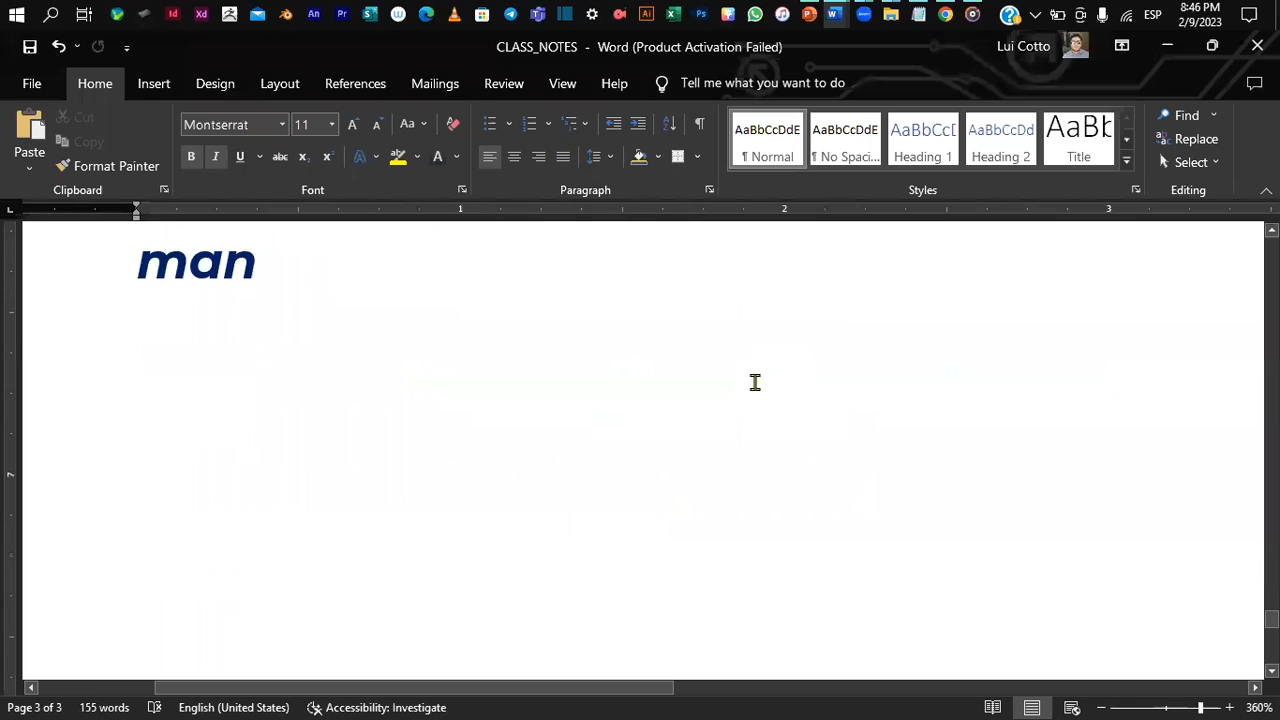 ESP
8:46 PM
2/9/2023
CLASS_NOTES - Word (Product Activation Failed)
Lui Cotto
File Home Insert Design Layout References Mailings Review View Help Tell me what you want to do
Paste
Cut
Copy
Format Painter
Clipboard
Montserrat 11
Font
Paragraph
AaBbCcDdE AaBbCcDdE AaBbC‌c[ AaBbCcDd AaBb
¶ Normal ¶ No Spaci... Heading 1 Heading 2 Title
Styles
Find
Replace
Select
Editing
1 2 3
man
7
Page 3 of 3 155 words English (United States) Accessibility: Investigate 360%